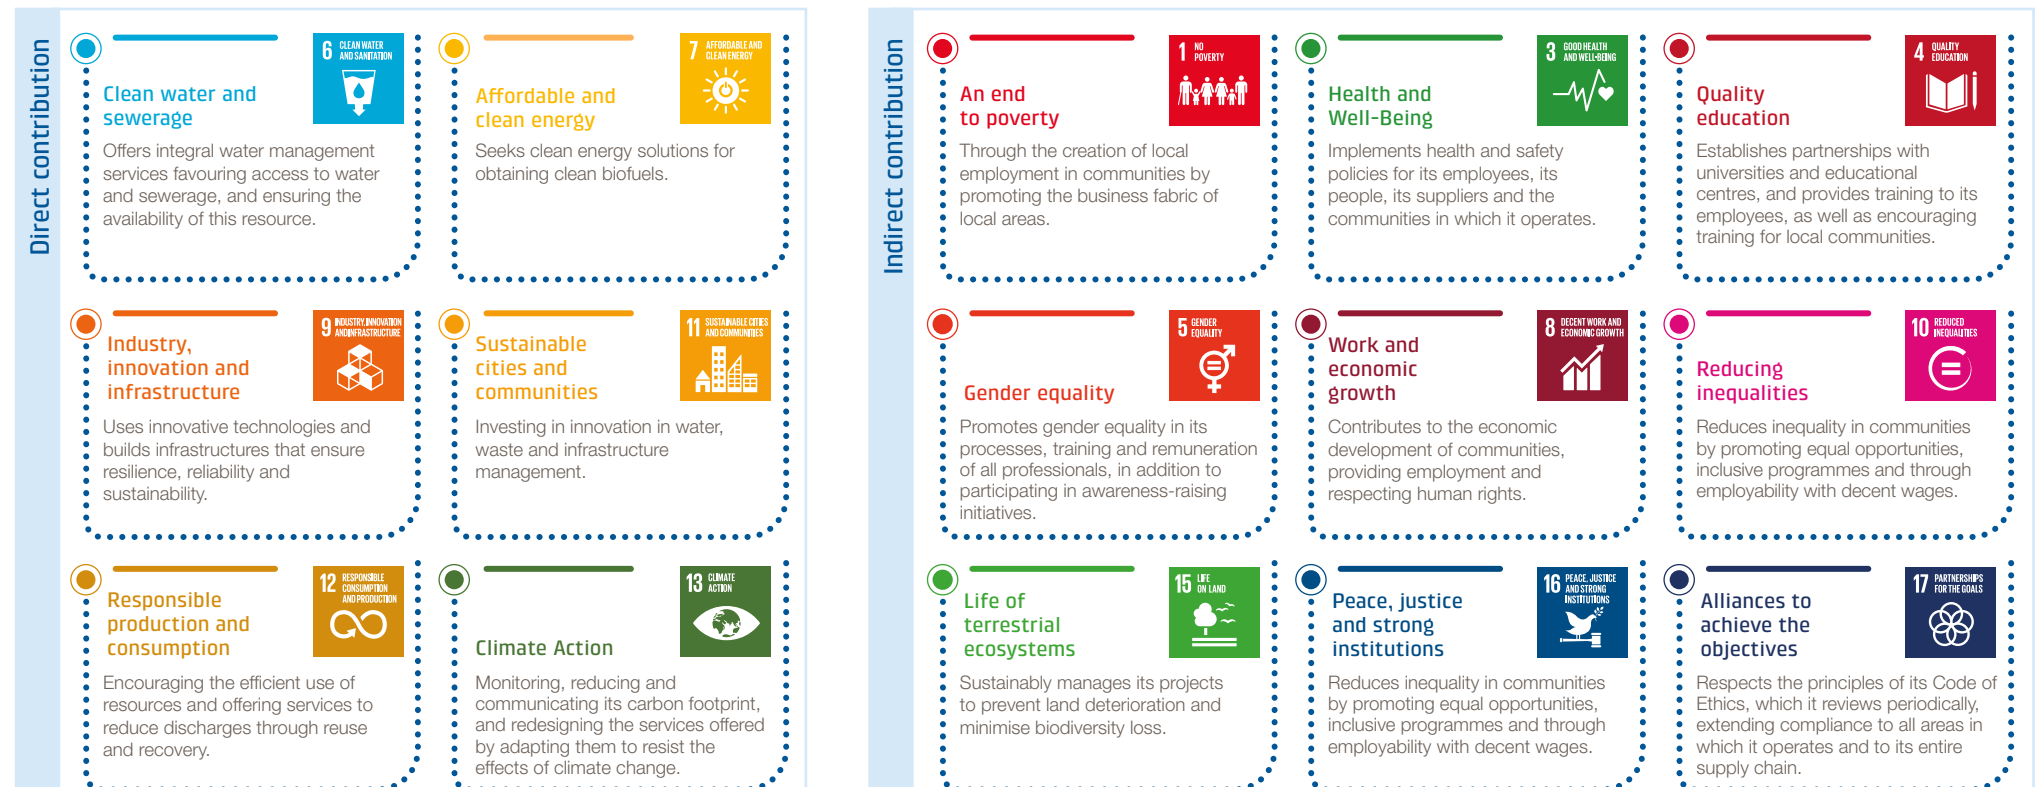 Direct contribution
6 CLEAN WATER
AND SANITATION
Clean water and
sewerage
Offers integral water management
services favouring access to water
and sewerage, and ensuring the
availability of this resource.
7 AFFORDABLE AND
CLEAN ENERGY
Affordable and
clean energy
Seeks clean energy solutions for
obtaining clean biofuels.
9 INDUSTRY, INNOVATION
AND INFRASTRUCTURE
Industry,
innovation and
infrastructure
Uses innovative technologies and
builds infrastructures that ensure
resilience, reliability and
sustainability.
11 SUSTAINABLE CITIES
AND COMMUNITIES
Sustainable
cities and
communities
Investing in innovation in water,
waste and infrastructure
management.
12 RESPONSIBLE
CONSUMPTION
AND PRODUCTION
Responsible
production and
consumption
Encouraging the efficient use of
resources and offering services to
reduce discharges through reuse
and recovery.
13 CLIMATE
ACTION
Climate Action
Monitoring, reducing and
communicating its carbon footprint,
and redesigning the services offered
by adapting them to resist the
effects of climate change.
Indirect contribution
1 NO
POVERTY
An end
to poverty
Through the creation of local
employment in communities by
promoting the business fabric of
local areas.
3 GOOD HEALTH
AND WELL-BEING
Health and
Well-Being
Implements health and safety
policies for its employees, its
people, its suppliers and the
communities in which it operates.
4 QUALITY
EDUCATION
Quality
education
Establishes partnerships with
universities and educational
centres, and provides training to its
employees, as well as encouraging
training for local communities.
5 GENDER
EQUALITY
Gender equality
Promotes gender equality in its
processes, training and remuneration
of all professionals, in addition to
participating in awareness-raising
initiatives.
8 DECENT WORK AND
ECONOMIC GROWTH
Work and
economic
growth
Contributes to the economic
development of communities,
providing employment and
respecting human rights.
10 REDUCED
INEQUALITIES
Reducing
inequalities
Reduces inequality in communities
by promoting equal opportunities,
inclusive programmes and through
employability with decent wages.
15 LIFE
ON LAND
Life of
terrestrial
ecosystems
Sustainably manages its projects
to prevent land deterioration and
minimise biodiversity loss.
16 PEACE, JUSTICE
AND STRONG
INSTITUTIONS
Peace, justice
and strong
institutions
Reduces inequality in communities
by promoting equal opportunities,
inclusive programmes and through
employability with decent wages.
17 PARTNERSHIPS
FOR THE GOALS
Alliances to
achieve the
objectives
Respects the principles of its Code of
Ethics, which it reviews periodically,
extending compliance to all areas in
which it operates and to its entire
supply chain.